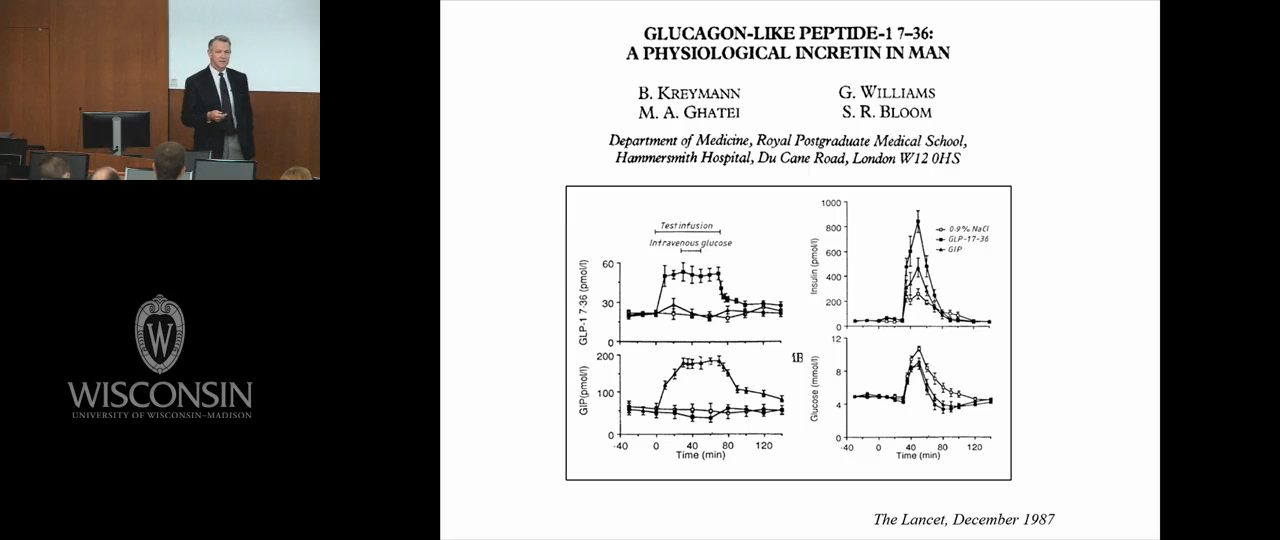 GLUCAGON-LIKE PEPTIDE-1 7–36:
A PHYSIOLOGICAL INCRETIN IN MAN
B. KREYMANN
G. WILLIAMS
M. A. GHATEI
S. R. BLOOM
Department of Medicine, Royal Postgraduate Medical School,
Hammersmith Hospital, Du Cane Road, London W12 0HS
Test infusion
Intravenous glucose
GLP-1 7-36 (pmol/l)
60
30
0
GIP(pmol/l)
200
100
0
-40 0 40 80 120
Time (min)
Insulin (pmol/l)
1000
800
600
400
200
0
0·9% NaCl
GLP-17-36
GIP
Glucose (mmol/l)
12
8
4
0
-40 0 40 80 120
Time (min)
The Lancet, December 1987
W
WISCONSIN
UNIVERSITY OF WISCONSIN–MADISON